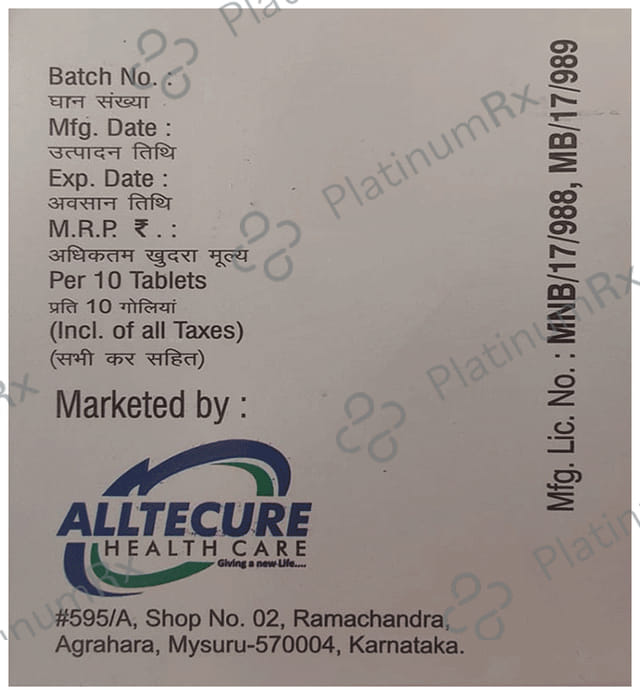 Batch No. :
घान संख्या
Mfg. Date :
उत्पादन तिथि
Exp. Date :
अवसान तिथि
M.R.P. ₹ . :
अधिकतम खुदरा मूल्य
Per 10 Tablets
प्रति 10 गोलियां
(Incl. of all Taxes)
(सभी कर सहित)
Marketed by :
ALLTECURE
HEALTH CARE
Giving a new Life....
#595/A, Shop No. 02, Ramachandra,
Agrahara, Mysuru-570004, Karnataka.
Mfg. Lic. No. : MNB/17/988, MB/17/989
PlatinumRx
PlatinumRx
PlatinumRx